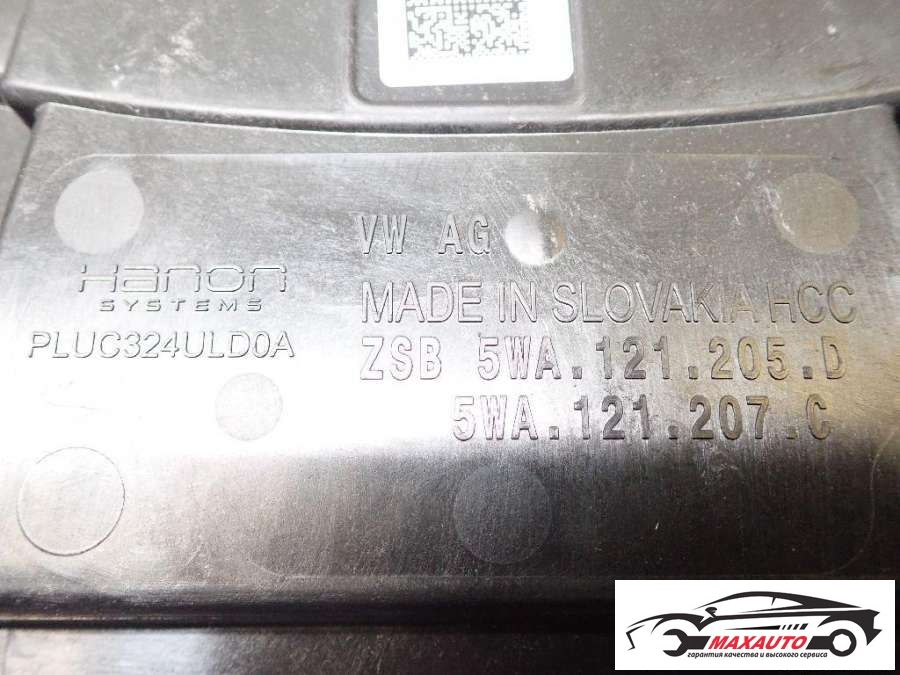 VW AG
Hanon
SYSTEMS
MADE IN SLOVAKIA HCC
PLUC324ULD0A
ZSB 5WA.121.205.D
5WA.121.207.C
MAXAUTO
гарантия качества и высокого сервиса